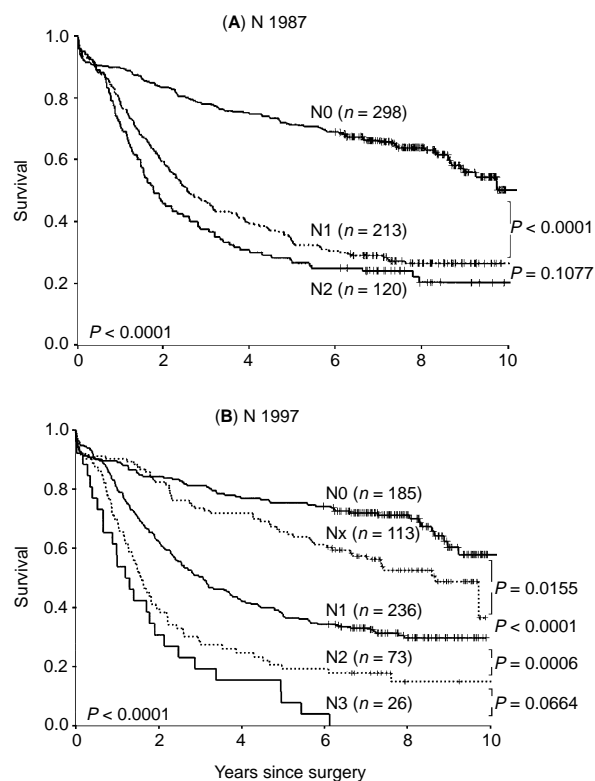 (A) N 1987
1.0
0.8
0.6
0.4
0.2
0.0
Survival
N0 (n = 298)
N1 (n = 213)
N2 (n = 120)
P < 0.0001
P = 0.1077
P < 0.0001
0 2 4 6 8 10
(B) N 1997
1.0
0.8
0.6
0.4
0.2
0.0
Survival
N0 (n = 185)
Nx (n = 113)
N1 (n = 236)
N2 (n = 73)
N3 (n = 26)
P = 0.0155
P < 0.0001
P = 0.0006
P = 0.0664
P < 0.0001
0 2 4 6 8 10
Years since surgery